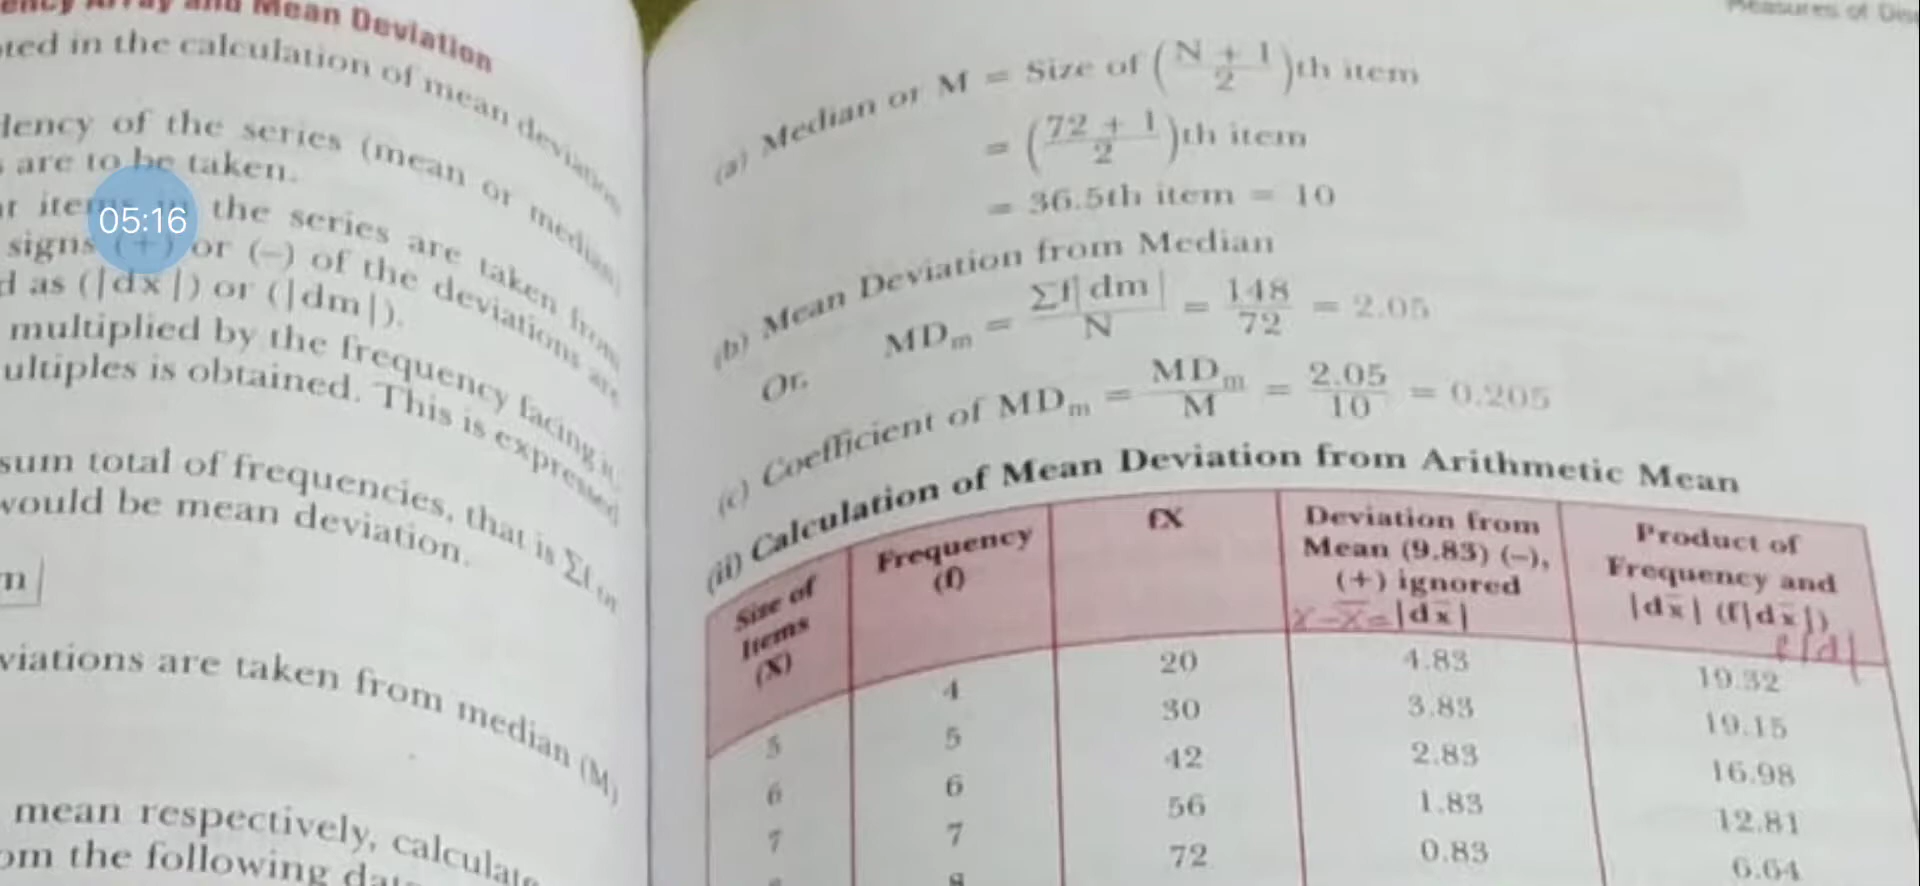 Mean Deviation
ted in the calculation of mean deviation
dency of the series (mean or median)
are to be taken.
the series are taken from
signs (+) or (–) of the deviations are
d as (|dx|) or (|dm|).
multiplied by the frequency facing it.
ultiples is obtained. This is expressed
sum total of frequencies, that is Σf or
would be mean deviation.
n
viations are taken from median (M)
mean respectively, calculate
om the following
05:16
Measures of
(a) Median or M = Size of (N + 1 / 2)th item
= (72 + 1 / 2)th item
= 36.5th item = 10
(b) Mean Deviation from Median
MDm = Σf|dm| / N = 148 / 72 = 2.05
Or,
(c) Coefficient of MDm = MDm / M = 2.05 / 10 = 0.205
(ii) Calculation of Mean Deviation from Arithmetic Mean
Size of
Items
(X)
Frequency
(f)
fX
Deviation from
Mean (9.83) (–),
(+) ignored
X – X̄ = |dx̄|
Product of
Frequency and
|dx̄| (f|dx̄|)
f|d|
5 4 20 4.83 19.32
6 5 30 3.83 19.15
7 6 42 2.83 16.98
7 56 1.83 12.81
8 72 0.83 6.64